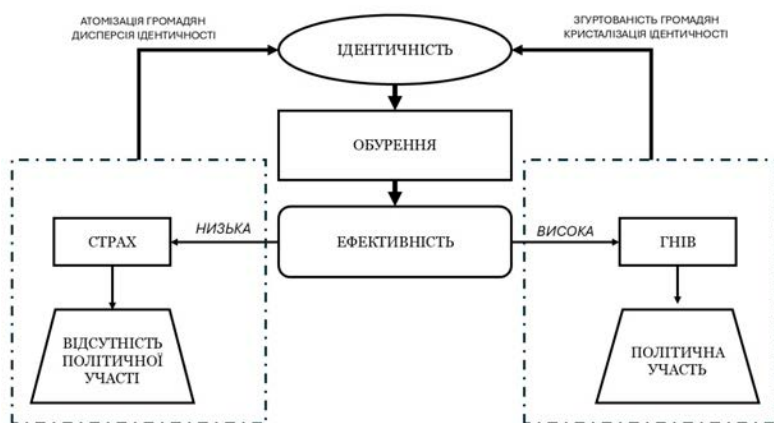 АТОМІЗАЦІЯ ГРОМАДЯН
ДИСПЕРСІЯ ІДЕНТИЧНОСТІ
ЗГУРТОВАНІСТЬ ГРОМАДЯН
КРИСТАЛІЗАЦІЯ ІДЕНТИЧНОСТІ
ІДЕНТИЧНІСТЬ
ОБУРЕННЯ
СТРАХ
НИЗЬКА
ЕФЕКТИВНІСТЬ
ВИСОКА
ГНІВ
ВІДСУТНІСТЬ
ПОЛІТИЧНОЇ
УЧАСТІ
ПОЛІТИЧНА
УЧАСТЬ